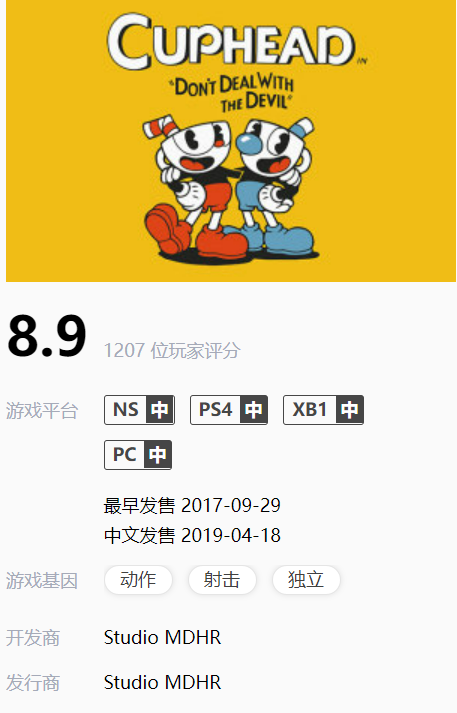 CUPHEAD
IN
"DON'T DEAL WITH
THE DEVIL"
8.9 1207 位玩家评分
游戏平台 NS 中 PS4 中 XB1 中
PC 中
最早发售 2017-09-29
中文发售 2019-04-18
游戏基因 动作 射击 独立
开发商 Studio MDHR
发行商 Studio MDHR